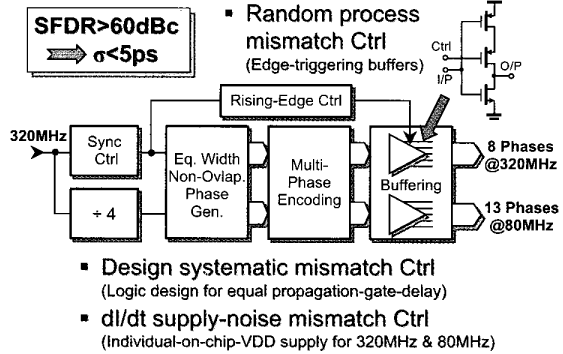 SFDR>60dBc
σ<5ps
▪ Random process
mismatch Ctrl
(Edge-triggering buffers)
Ctrl
I/P
O/P
Rising-Edge Ctrl
320MHz
Sync
Ctrl
÷ 4
Eq. Width
Non-Ovlap.
Phase
Gen.
Multi-
Phase
Encoding
Buffering
8 Phases
@320MHz
13 Phases
@80MHz
▪ Design systematic mismatch Ctrl
(Logic design for equal propagation-gate-delay)
▪ dI/dt supply-noise mismatch Ctrl
(Individual-on-chip-VDD supply for 320MHz & 80MHz)